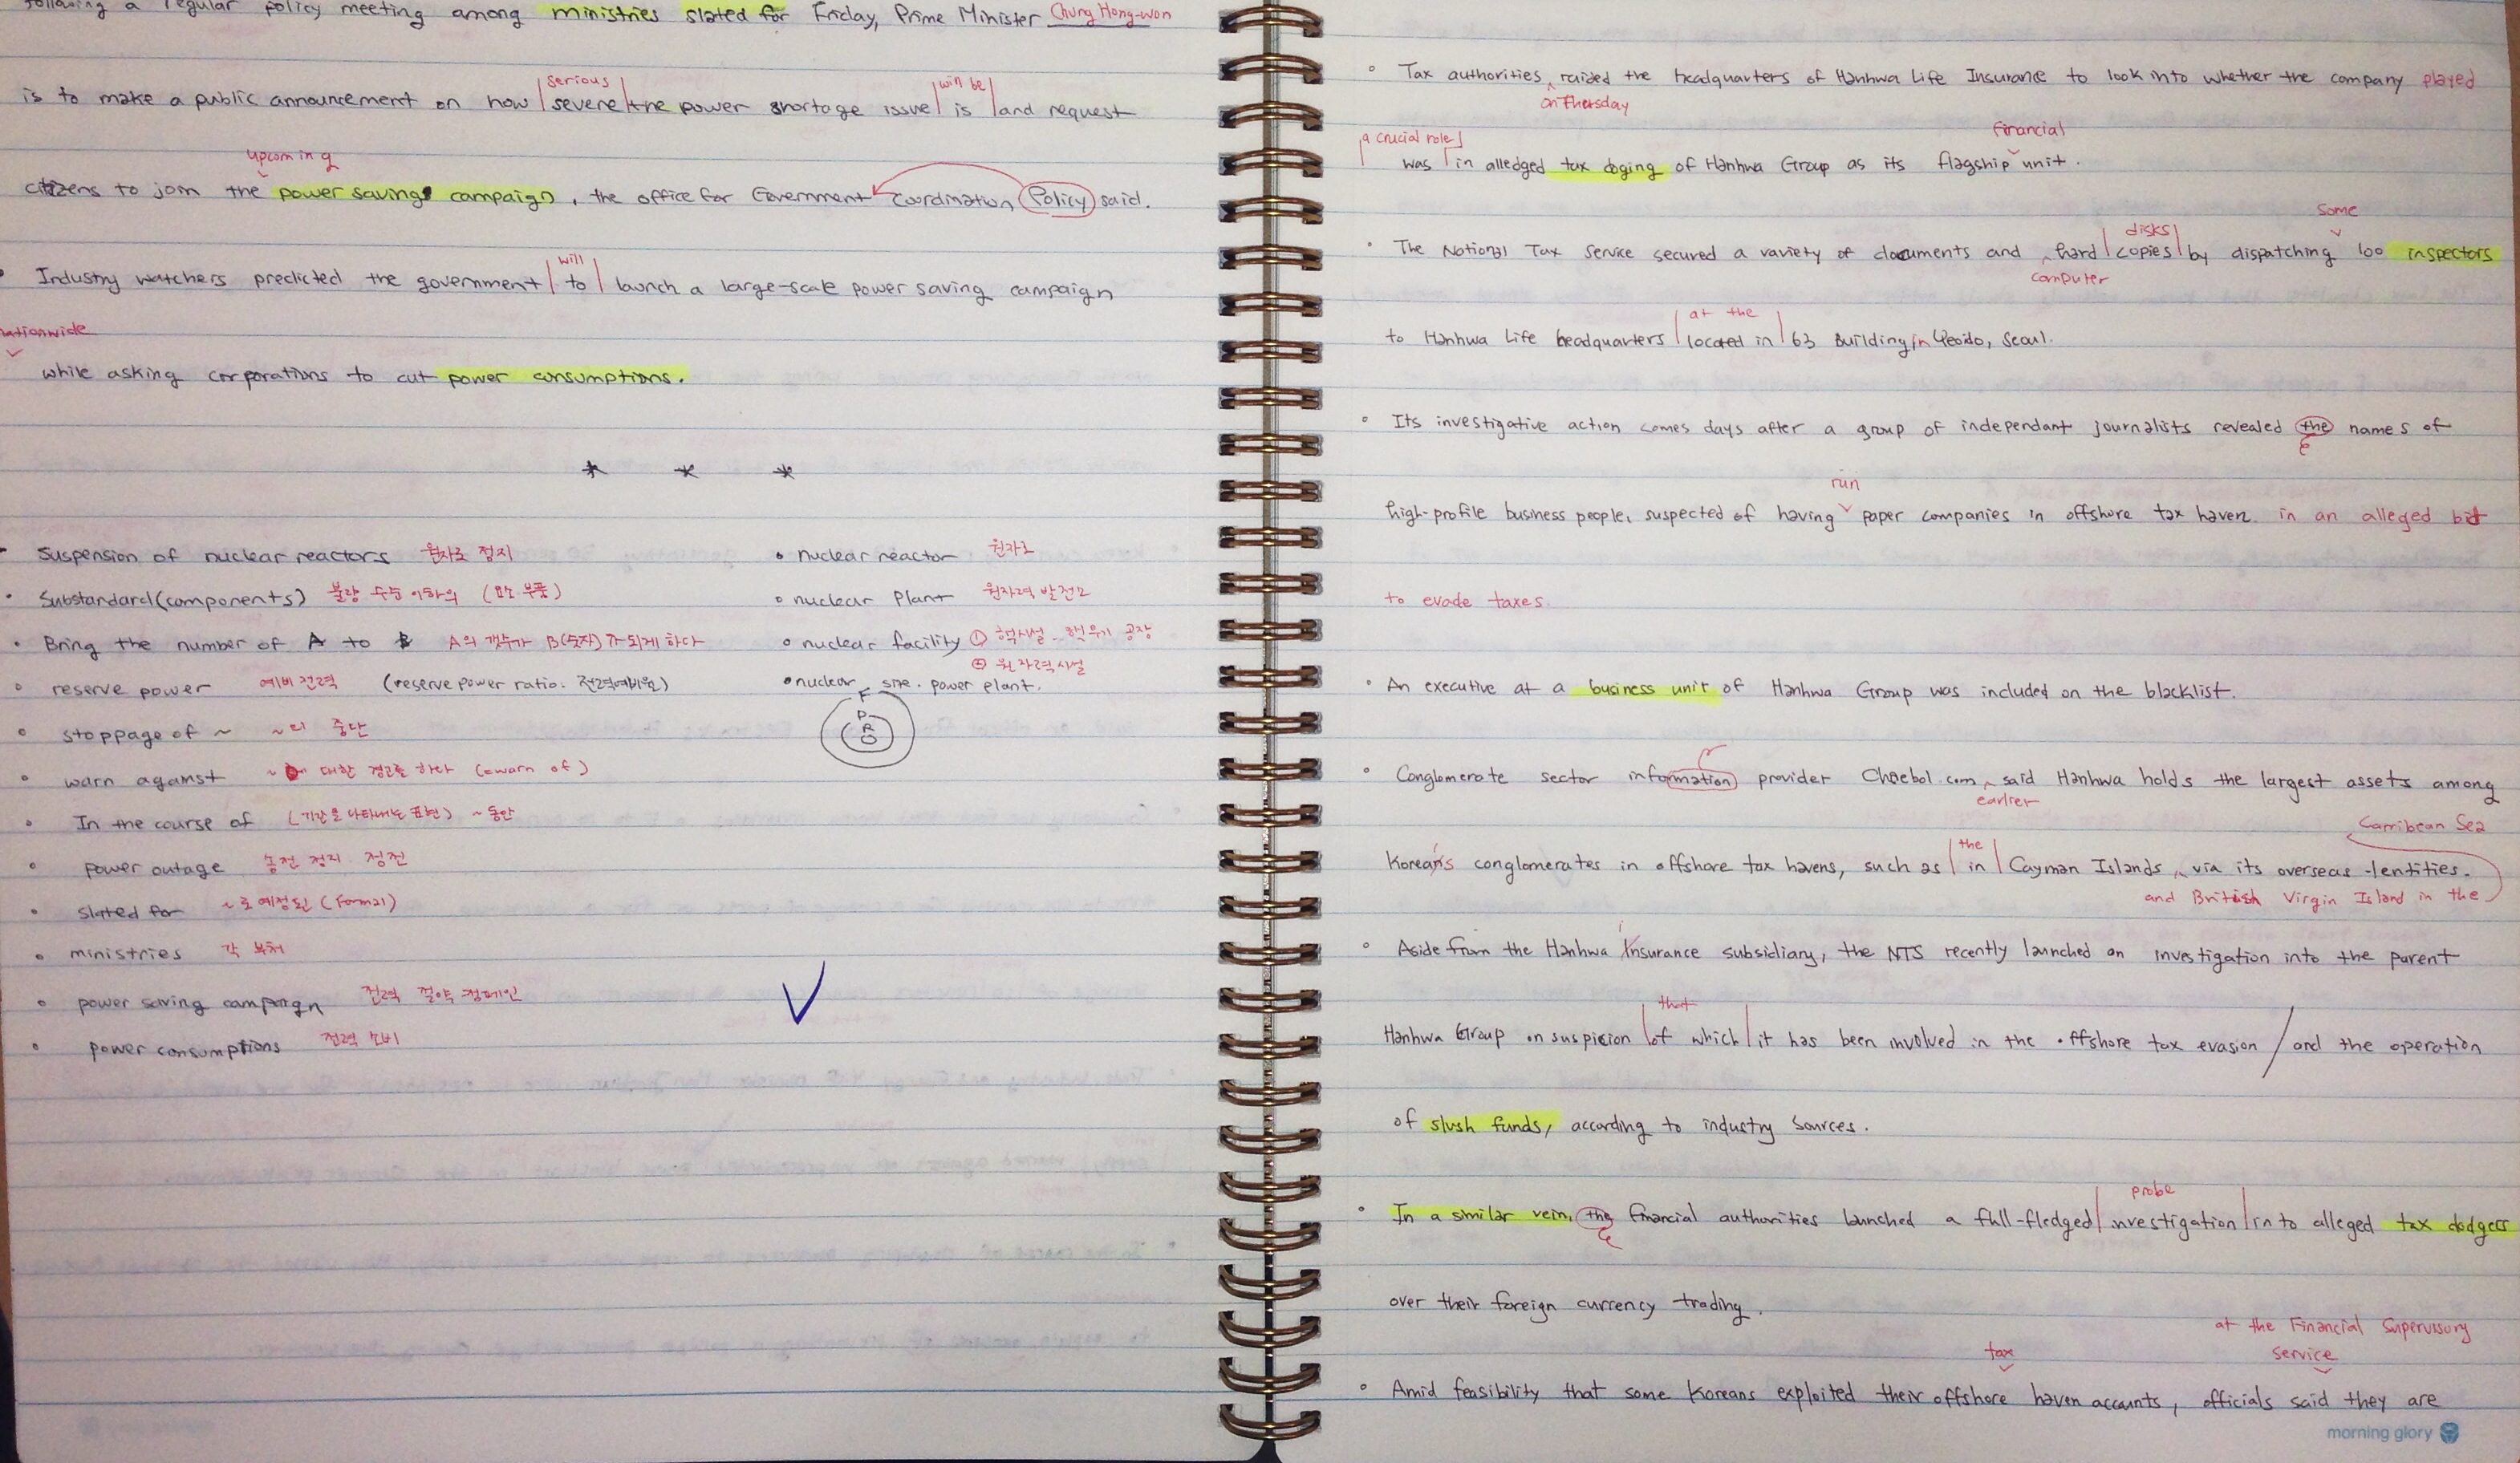 following a regular policy meeting among ministries slated for Friday, Prime Minister Chung Hong-won
serious
will be
is to make a public announcement on how severe the power shortage issue is and request
upcoming
citizens to join the power savings campaign, the office for Government coordination Policy said.
will
Industry watchers predicted the government to launch a large-scale power saving campaign
nationwide
while asking corporations to cut power consumptions.
* * *
suspension of nuclear reactors 원자로 정지
substandard (components) 불량 수준 이하의 (요소 부품)
Bring the number of A to B A의 갯수가 B(숫자)가 되게 하다
reserve power 예비 전력 (reserve power ratio. 전력예비율)
stoppage of ~ ~의 중단
warn against ~에 대한 경고를 하다 (=warn of)
In the course of (기간을 나타내는 표현) ~동안
power outage 송전 정지. 정전
slated for ~로 예정된 (Formal)
ministries 각 부처
power saving campaign 전력 절약 캠페인
power consumptions 전력 소비
nuclear reactor 원자로
nuclear plant 원자력 발전소
nuclear facility ① 핵시설. 핵무기 공장
② 원자력시설
nuclear size. power plant.
F
P
R
Tax authorities raided the headquarters of Hanhwa Life Insurance to look into whether the company played
on Thursday
a crucial role
Financial
was in alledged tax doging of Hanhwa Group as its flagship unit.
some
disks
The National Tax Service secured a variety of documents and hard copies by dispatching 100 inspectors
computer
at the
to Hanhwa Life headquarters located in 63 Building in Yeoido, Seoul.
Its investigative action comes days after a group of independant journalists revealed the names of
run
high-profile business people, suspected of having paper companies in offshore tax haven. in an alleged bid
to evade taxes.
An executive at a business unit of Hanhwa Group was included on the blacklist.
Conglomerate sector information provider Chaebol.com said Hanhwa holds the largest assets among
earlier
Carribean Sea
the
Korean's conglomerates in offshore tax havens, such as in Cayman Islands, via its overseas entities.
and British Virgin Island in the
i
Aside from the Hanhwa Insurance subsidiary, the NTS recently launched an investigation into the parent
that
Hanhwa Group on suspicion of which it has been involved in the offshore tax evasion / and the operation
of slush funds, according to industry sources.
probe
In a similar vein, the financial authorities launched a full-fledged investigation in to alleged tax dodgers
over their foreign currency trading.
at the Financial Supervisory
tax
service
Amid feasibility that some Koreans exploited their offshore haven accounts, officials said they are
morning glory